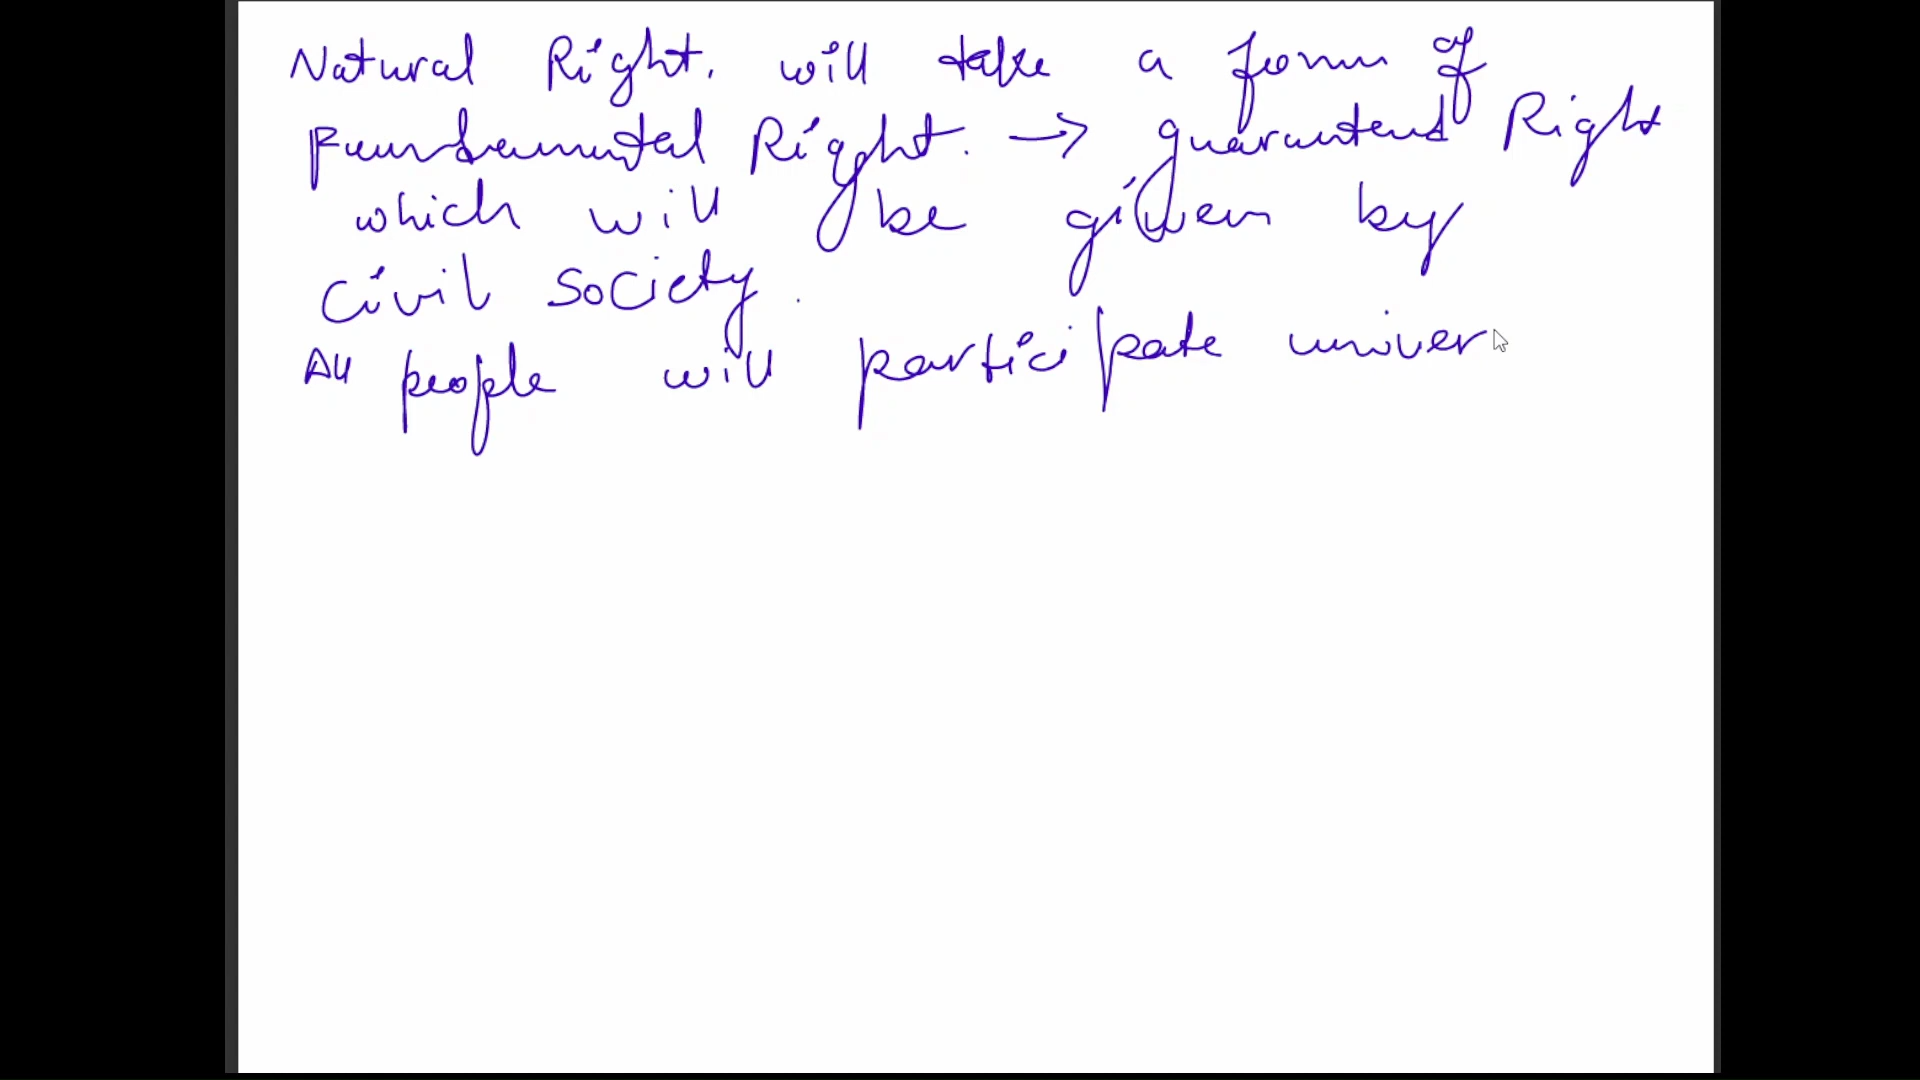 Natural Right. will take a form of
Fundamental Right. → guaranteed Right
which will be given by
civil society.
All people will participate univer